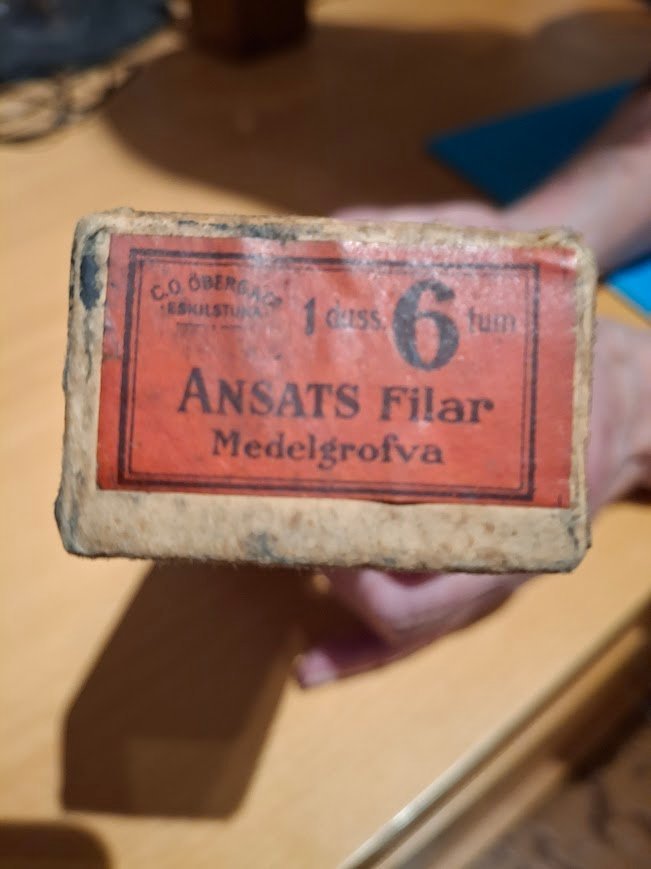 C.O. ÖBERG & Co:s
ESKILSTUNA
1 duss. 6 tum
ANSATS Filar
Medelgrofva